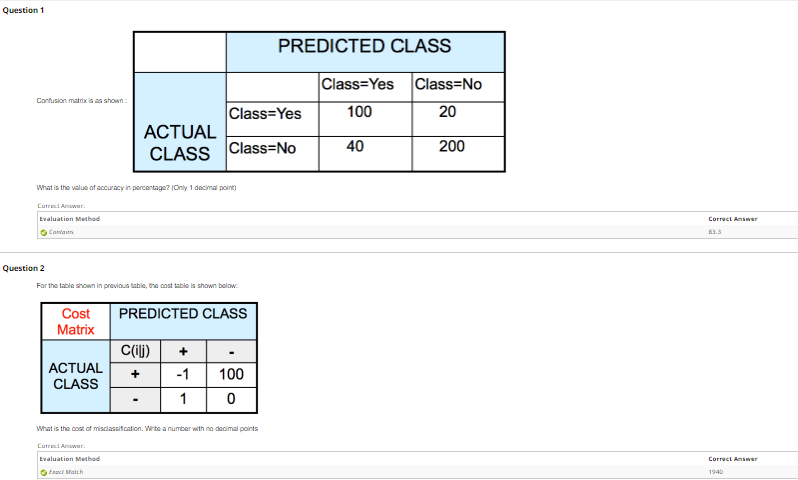 Question 1
PREDICTED CLASS
Class=Yes Class=No
Confusion matrix is as shown :
Class=Yes 100 20
ACTUAL CLASS
Class=No 40 200
What is the value of accuracy in percentage? (Only 1 decimal point)
Correct Answer:
Evaluation Method Correct Answer
Contains 83.3
Question 2
For the table shown in previous table, the cost table is shown below:
Cost Matrix PREDICTED CLASS
C(i|j) + -
ACTUAL CLASS
+ -1 100
- 1 0
What is the cost of misclassification. Write a number with no decimal points
Correct Answer:
Evaluation Method Correct Answer
Exact Match 1940